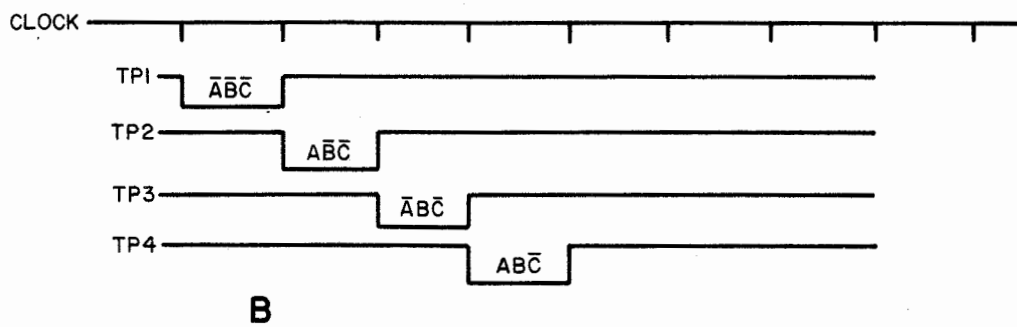 CLOCK
TP1 A̅B̅C̅
TP2 AB̅C̅
TP3 A̅BC̅
TP4 ABC̅
B